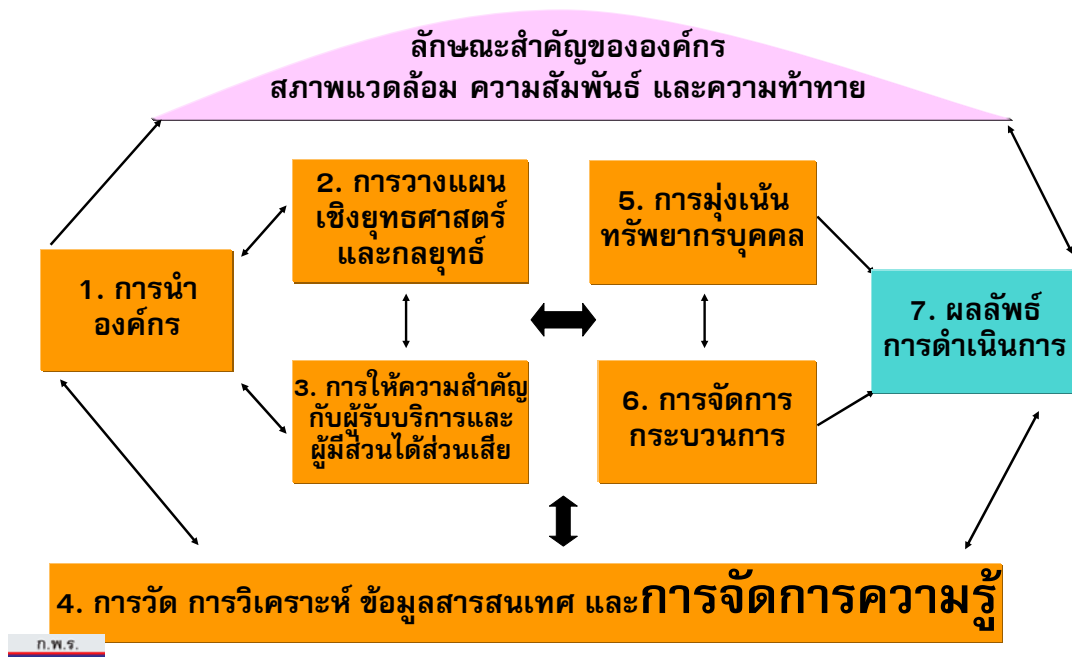 ลักษณะสำคัญขององค์กร
สภาพแวดล้อม ความสัมพันธ์ และความท้าทาย
1. การนำ
องค์กร
2. การวางแผน
เชิงยุทธศาสตร์
และกลยุทธ์
3. การให้ความสำคัญ
กับผู้รับบริการและ
ผู้มีส่วนได้ส่วนเสีย
5. การมุ่งเน้น
ทรัพยากรบุคคล
6. การจัดการ
กระบวนการ
7. ผลลัพธ์
การดำเนินการ
4. การวัด การวิเคราะห์ ข้อมูลสารสนเทศ และการจัดการความรู้
ก.พ.ร.